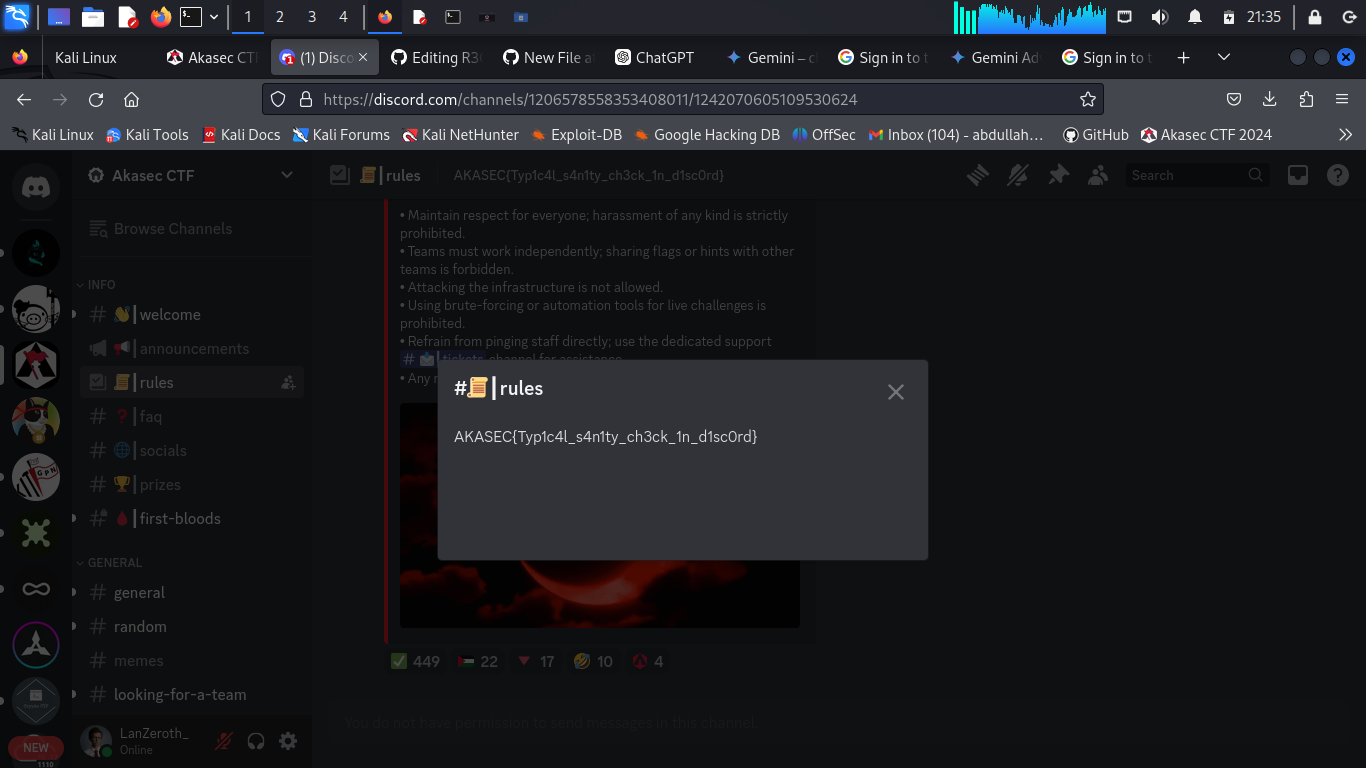 1 2 3 4 21:35
Kali Linux Akasec CT (1) Disco Editing R3 New File a ChatGPT Gemini – c Sign in to t Gemini Ad Sign in to t
https://discord.com/channels/1206578558353408011/1242070605109530624
Kali Linux Kali Tools Kali Docs Kali Forums Kali NetHunter Exploit-DB Google Hacking DB OffSec Inbox (104) - abdullah... GitHub Akasec CTF 2024
Akasec CTF
rules AKASEC{Typ1c4l_s4n1ty_ch3ck_1n_d1sc0rd}
Search
Browse Channels
INFO
# welcome
announcements
rules
# faq
# socials
# prizes
# first-bloods
GENERAL
# general
# random
# memes
# looking-for-a-team
LanZeroth_
Online
NEW
1119
• Maintain respect for everyone; harassment of any kind is strictly
prohibited.
• Teams must work independently; sharing flags or hints with other
teams is forbidden.
• Attacking the infrastructure is not allowed.
• Using brute-forcing or automation tools for live challenges is
prohibited.
• Refrain from pinging staff directly; use the dedicated support
# tickets channel for assistance
• Any
# rules
AKASEC{Typ1c4l_s4n1ty_ch3ck_1n_d1sc0rd}
449 22 17 10 4
You do not have permission to send messages in this channel.